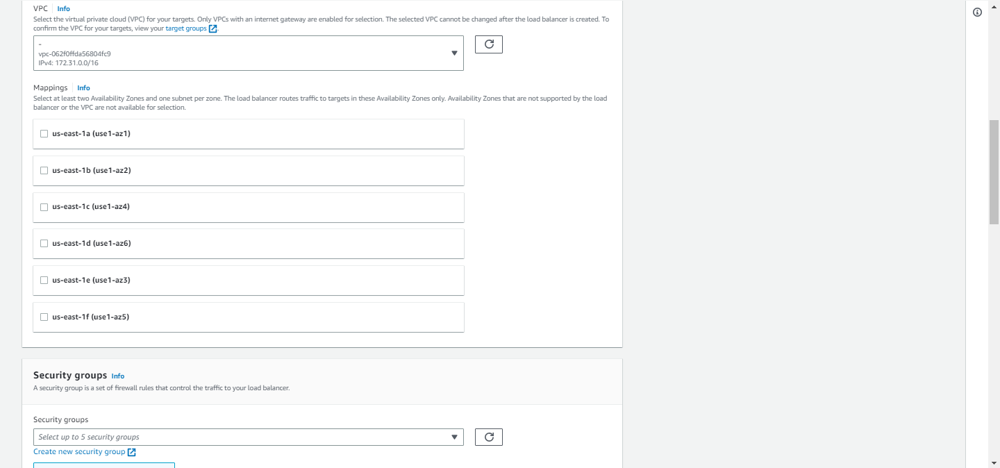 VPC Info
Select the virtual private cloud (VPC) for your targets. Only VPCs with an internet gateway are enabled for selection. The selected VPC cannot be changed after the load balancer is created. To
confirm the VPC for your targets, view your target groups.
-
vpc-062f0ffda56804fc9
IPv4: 172.31.0.0/16
Mappings Info
Select at least two Availability Zones and one subnet per zone. The load balancer routes traffic to targets in these Availability Zones only. Availability Zones that are not supported by the load
balancer or the VPC are not available for selection.
us-east-1a (use1-az1)
us-east-1b (use1-az2)
us-east-1c (use1-az4)
us-east-1d (use1-az6)
us-east-1e (use1-az3)
us-east-1f (use1-az5)
Security groups Info
A security group is a set of firewall rules that control the traffic to your load balancer.
Security groups
Select up to 5 security groups
Create new security group